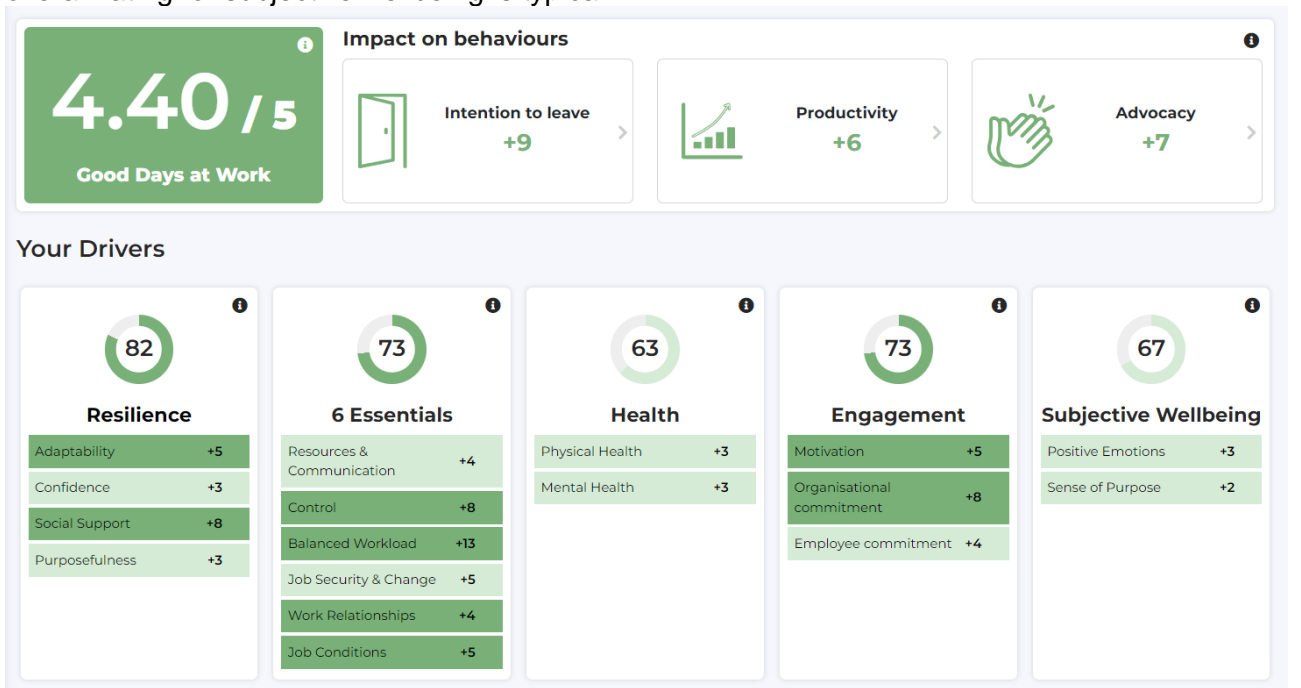 Impact on behaviours
4.40 / 5
Good Days at Work
Intention to leave
+9
Productivity
+6
Advocacy
+7
Your Drivers
82
Resilience
Adaptability +5
Confidence +3
Social Support +8
Purposefulness +3
73
6 Essentials
Resources &
Communication +4
Control +8
Balanced Workload +13
Job Security & Change +5
Work Relationships +4
Job Conditions +5
63
Health
Physical Health +3
Mental Health +3
73
Engagement
Motivation +5
Organisational
commitment +8
Employee commitment +4
67
Subjective Wellbeing
Positive Emotions +3
Sense of Purpose +2